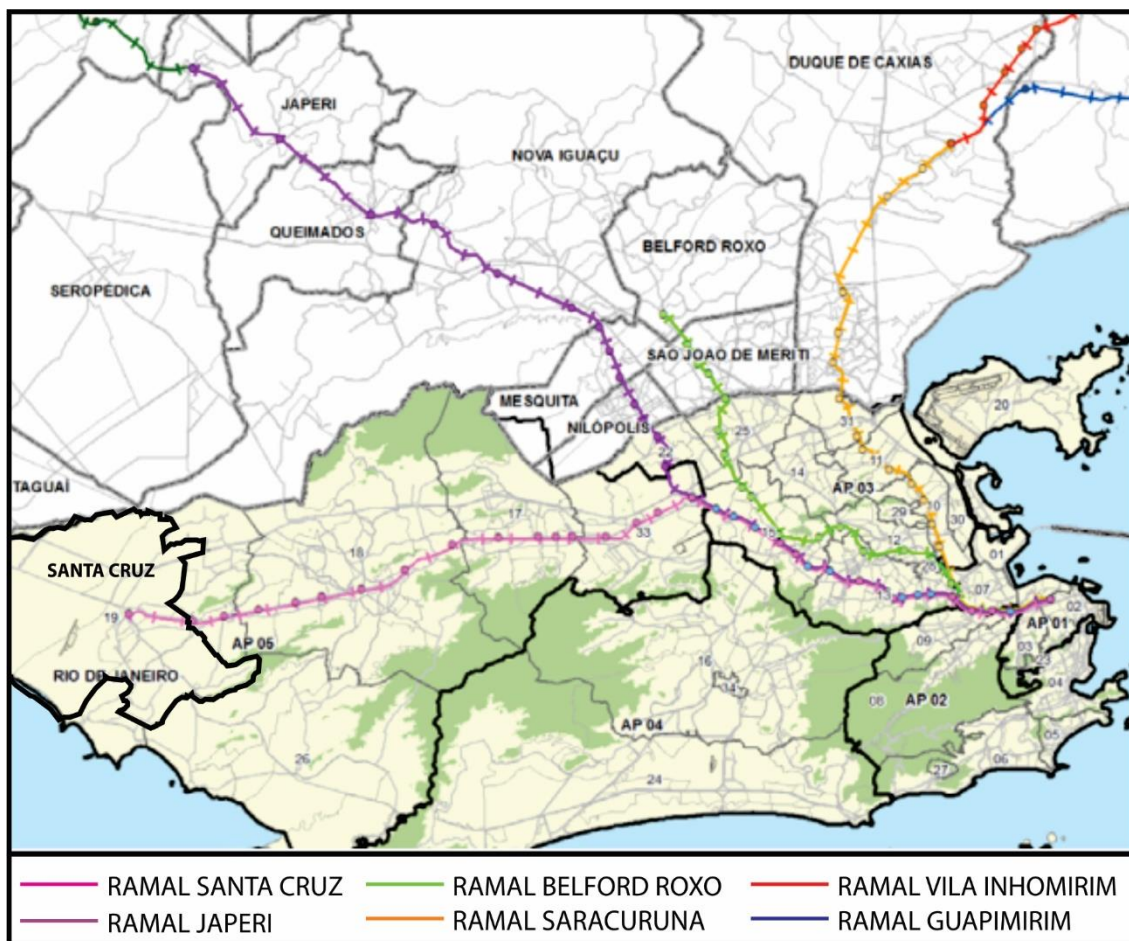 DUQUE DE CAXIAS
JAPERI
NOVA IGUAÇU
QUEIMADOS
BELFORD ROXO
SEROPÉDICA
SAO JOAO DE MERITI
MESQUITA
20
NILÓPOLIS
31
25
22
TAGUAÍ
11
14
AP 03
17
10
29
30
33
15
18
12
01
SANTA CRUZ
07
13
02
19
AP 01
AP 05
09
03
23
RIO DE JANEIRO
16
04
34
08
AP 02
AP 04
05
26
06
27
24
RAMAL SANTA CRUZ
RAMAL BELFORD ROXO
RAMAL VILA INHOMIRIM
RAMAL JAPERI
RAMAL SARACURUNA
RAMAL GUAPIMIRIM